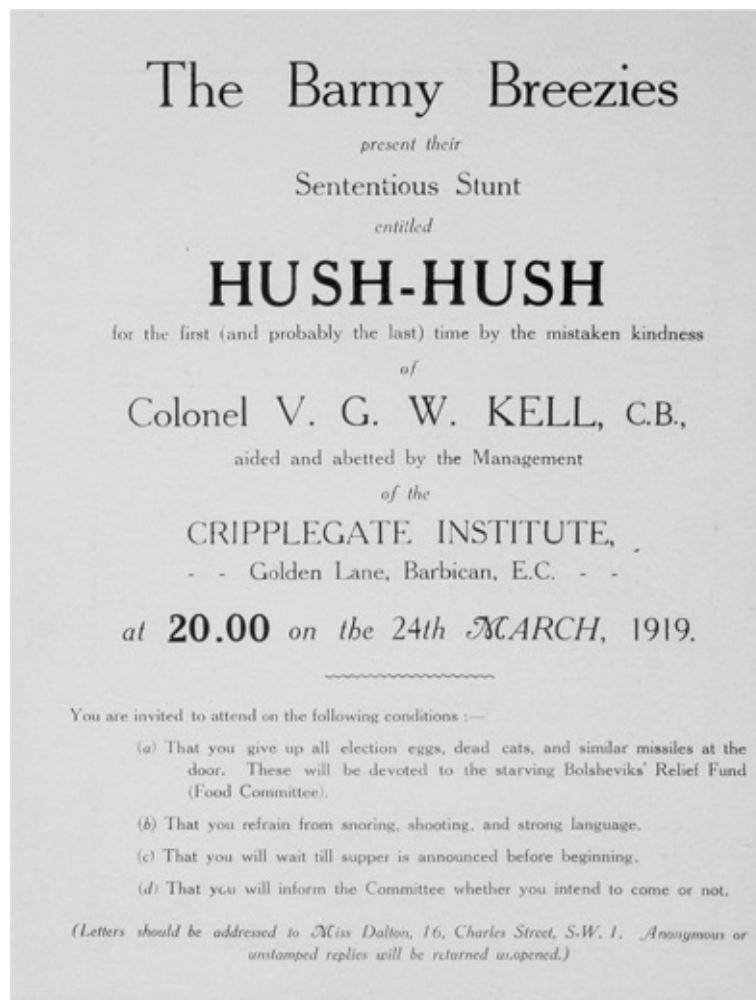 The Barmy Breezies
present their
Sententious Stunt
entitled
HUSH-HUSH
for the first (and probably the last) time by the mistaken kindness
of
Colonel V. G. W. KELL, C.B.,
aided and abetted by the Management
of the
CRIPPLEGATE INSTITUTE,
- - Golden Lane, Barbican, E.C. - -
at 20.00 on the 24th MARCH, 1919.
You are invited to attend on the following conditions :—
(a) That you give up all election eggs, dead cats, and similar missiles at the
door. These will be devoted to the starving Bolsheviks' Relief Fund
(Food Committee).
(b) That you refrain from snoring, shooting, and strong language.
(c) That you will wait till supper is announced before beginning.
(d) That you will inform the Committee whether you intend to come or not.
(Letters should be addressed to Miss Dalton, 16, Charles Street, S.W. 1. Anonymous or
unstamped replies will be returned unopened.)